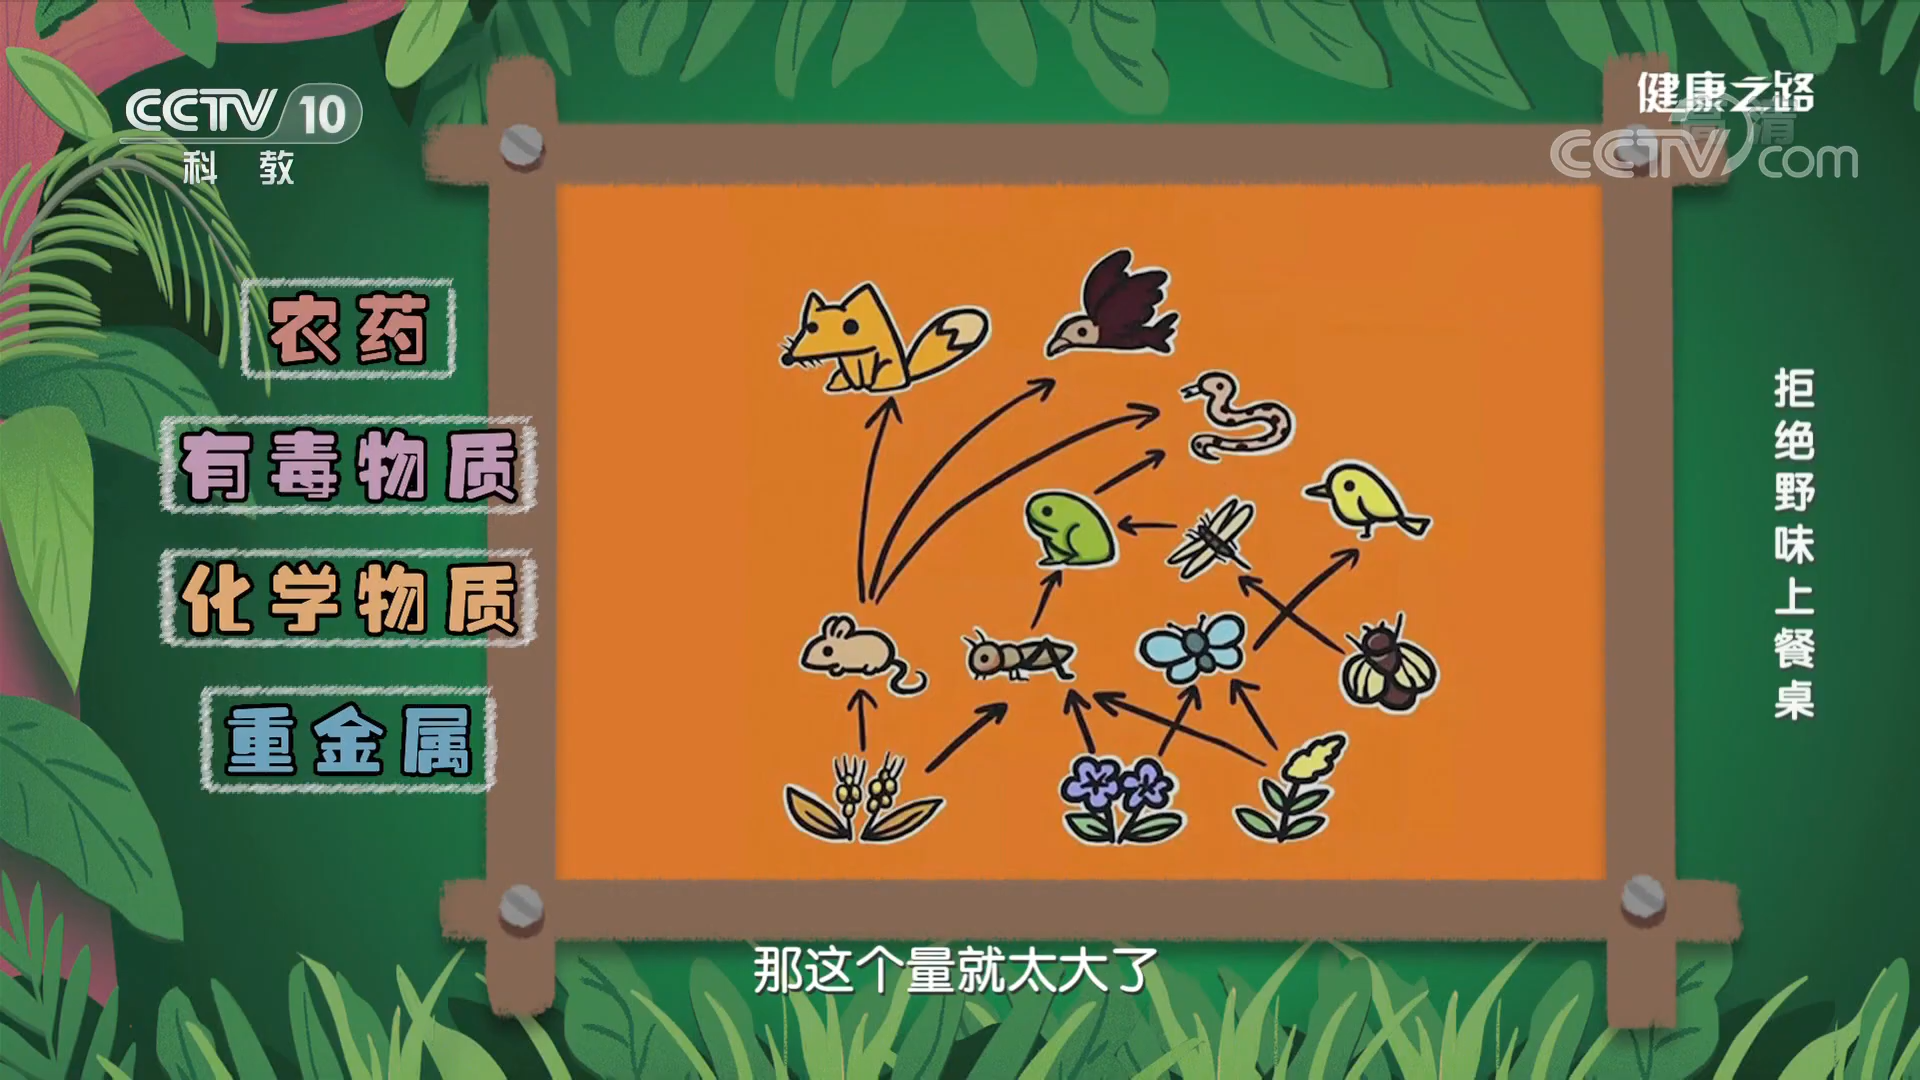 CCTV 10
科 教
健康之路
高清
CCTV com
农药
有毒物质
化学物质
重金属
拒绝野味上餐桌
那这个量就太大了